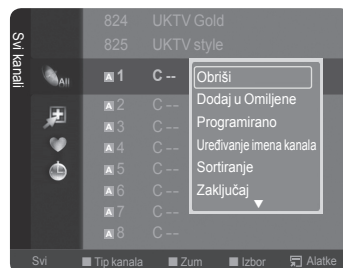 Svi kanali
824 UKTV Gold
825 UKTV style
All
A 1 C --
A 2 C --
A 3 C --
A 4 C --
A 5 C --
A 6 C --
A 7 C --
A 8 C --
Obriši
Dodaj u Omiljene
Programirano
Uređivanje imena kanala
Sortiranje
Zaključaj
Svi Tip kanala Zum Izbor Alatke